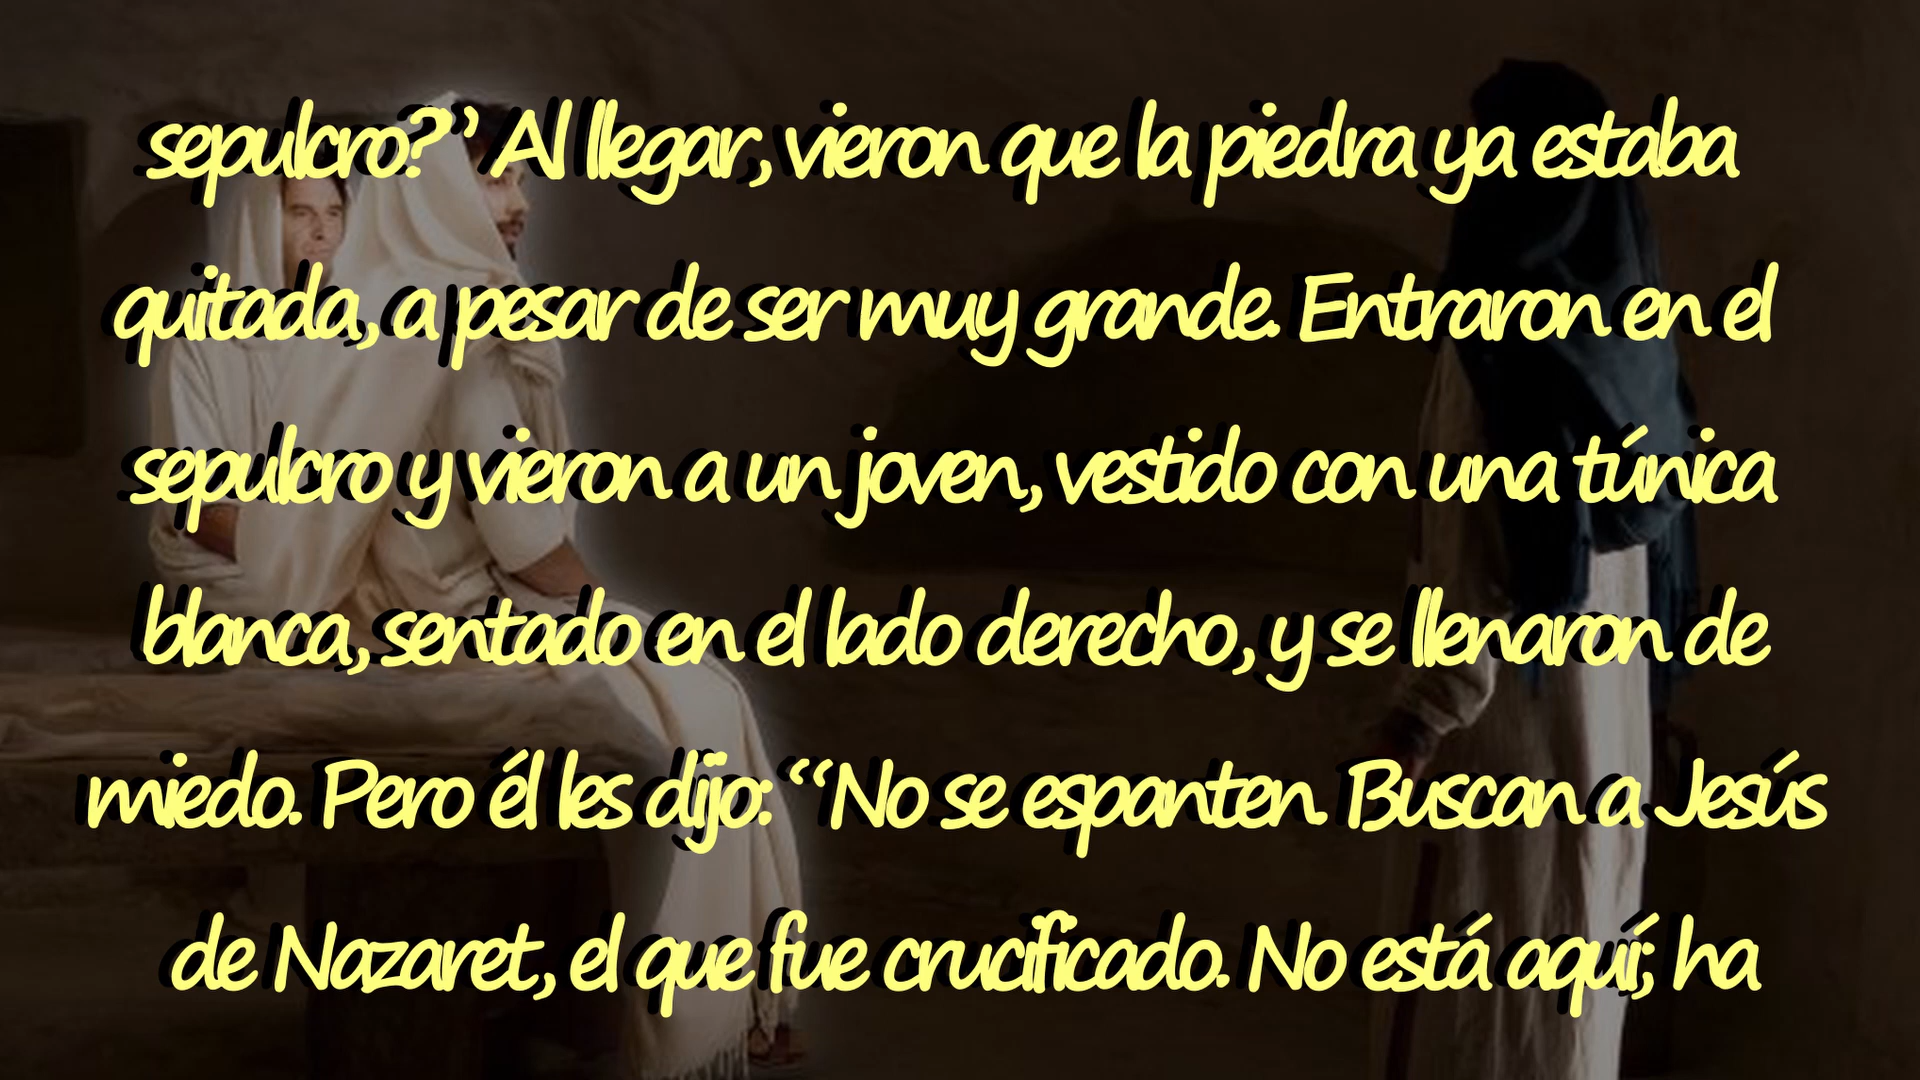 sepulcro?” Al llegar, vieron que la piedra ya estaba
quitada, a pesar de ser muy grande. Entraron en el
sepulcro y vieron a un joven, vestido con una túnica
blanca, sentado en el lado derecho, y se llenaron de
miedo. Pero él les dijo: “No se espanten. Buscan a Jesús
de Nazaret, el que fue crucificado. No está aquí; ha